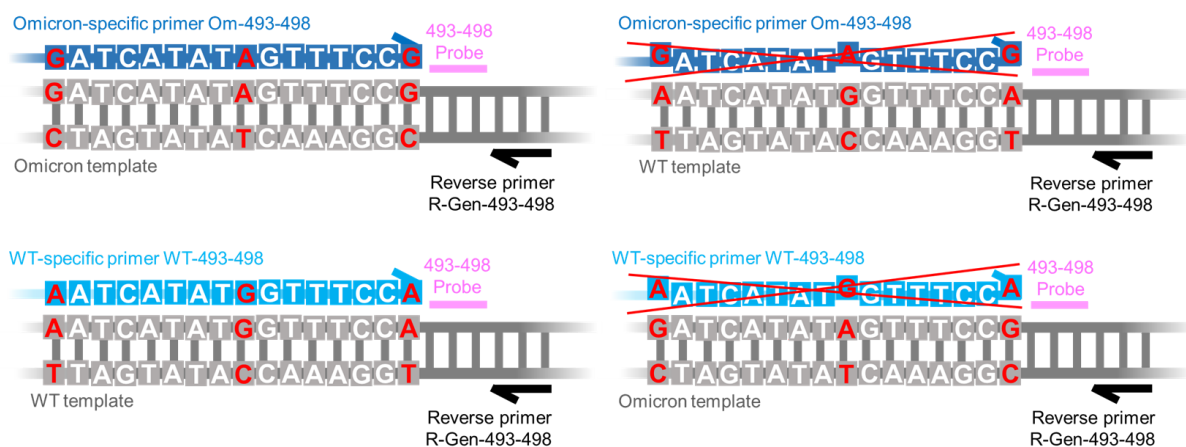 Omicron-specific primer Om-493-498
493-498
Probe
GATCATATAGTTTCCG
GATCATATAGTTTCCG
CTAGTATATCAAAGGC
Omicron template
Reverse primer
R-Gen-493-498
Omicron-specific primer Om-493-498
493-498
Probe
GATCATATAGTTTCCG
AATCATATGGTTTCCA
TTAGTATACCAAAGGT
WT template
Reverse primer
R-Gen-493-498
WT-specific primer WT-493-498
493-498
Probe
AATCATATGGTTTCCA
AATCATATGGTTTCCA
TTAGTATACCAAAGGT
WT template
Reverse primer
R-Gen-493-498
WT-specific primer WT-493-498
493-498
Probe
AATCATATGGTTTCCA
GATCATATAGTTTCCG
CTAGTATATCAAAGGC
Omicron template
Reverse primer
R-Gen-493-498